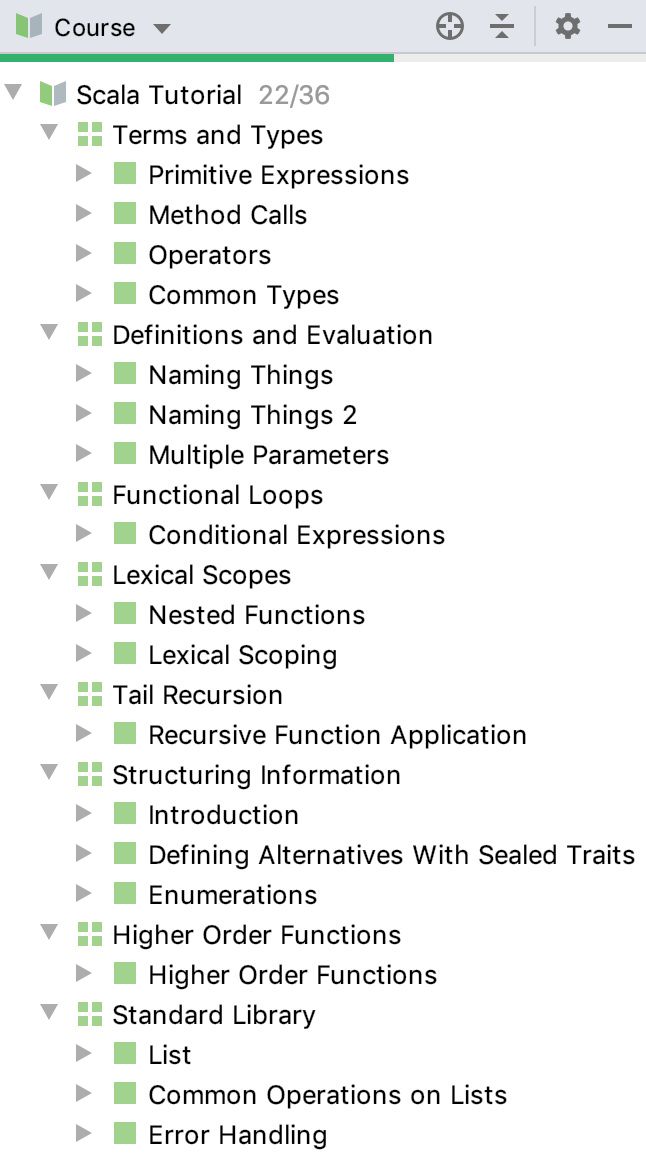 Course
Scala Tutorial 22/36
Terms and Types
Primitive Expressions
Method Calls
Operators
Common Types
Definitions and Evaluation
Naming Things
Naming Things 2
Multiple Parameters
Functional Loops
Conditional Expressions
Lexical Scopes
Nested Functions
Lexical Scoping
Tail Recursion
Recursive Function Application
Structuring Information
Introduction
Defining Alternatives With Sealed Traits
Enumerations
Higher Order Functions
Higher Order Functions
Standard Library
List
Common Operations on Lists
Error Handling